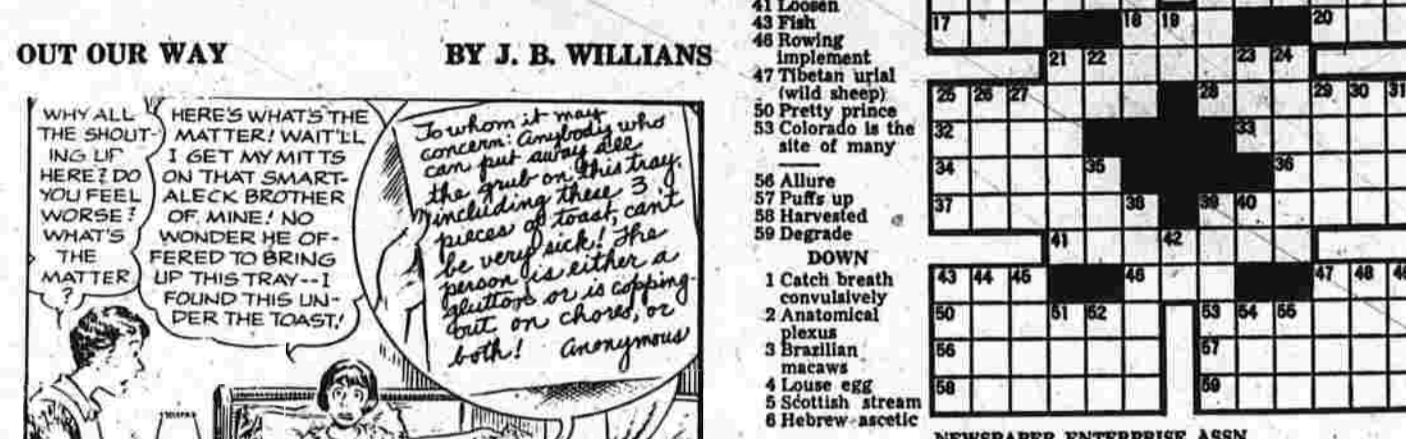 OUT OUR WAY
BY J. B. WILLIANS
WHY ALL
THE SHOUT-
ING UP
HERE? DO
YOU FEEL
WORSE?
WHAT'S
THE
MATTER
?
HERE'S WHAT'S THE
MATTER! WAIT'LL
I GET MY MITTS
ON THAT SMART-
ALECK BROTHER
OF MINE! NO
WONDER HE OF-
FERED TO BRING
UP THIS TRAY--I
FOUND THIS UN-
DER THE TOAST!
To whom it may
concern: Anybody who
can put away all
the grub on this tray,
including these 3
pieces of toast, can't
be very sick! The
person is either a
glutton or is copping-
out on chores, or
both! Anonymous
41 Loosen
43 Fish
46 Rowing
implement
47 Tibetan urial
(wild sheep)
50 Pretty prince
53 Colorado is the
site of many
56 Allure
57 Puffs up
58 Harvested
59 Degrade
DOWN
1 Catch breath
convulsively
2 Anatomical
plexus
3 Brazilian
macaws
4 Louse egg
5 Scottish stream
6 Hebrew ascetic
17 18 19 20
21 22 23 24
25 26 27 28 29 30 31
32 33
34 35 36
37 38 39 40
41 42
43 44 45 46 47 48 49
50 51 52 53 54 55
56 57
58 59
NEWSPAPER ENTERPRISE ASSN